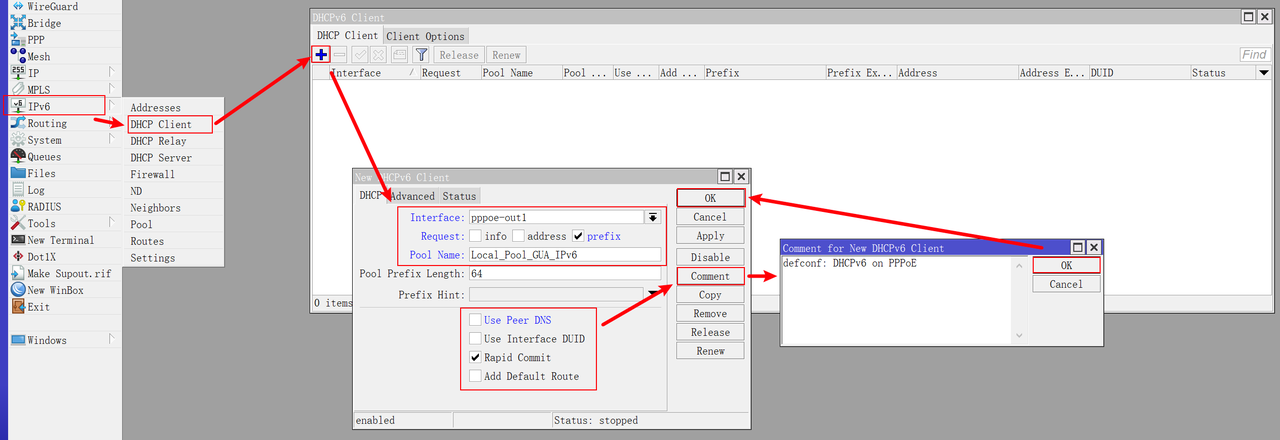 WireGuard
Bridge
PPP
Mesh
IP
MPLS
IPv6
Routing
System
Queues
Files
Log
RADIUS
Tools
New Terminal
Dot1X
Make Supout.rif
New WinBox
Exit
Windows
Addresses
DHCP Client
DHCP Relay
DHCP Server
Firewall
ND
Neighbors
Pool
Routes
Settings
DHCPv6 Client
DHCP Client Client Options
Release Renew Find
Interface Request Pool Name Pool ... Use ... Add ... Prefix Prefix Ex... Address Address E... DUID Status
0 items
New DHCPv6 Client
DHCP Advanced Status
Interface: pppoe-out1
Request: info address prefix
Pool Name: Local_Pool_GUA_IPv6
Pool Prefix Length: 64
Prefix Hint:
Use Peer DNS
Use Interface DUID
Rapid Commit
Add Default Route
OK
Cancel
Apply
Disable
Comment
Copy
Remove
Release
Renew
enabled Status: stopped
Comment for New DHCPv6 Client
defconf: DHCPv6 on PPPoE
OK
Cancel